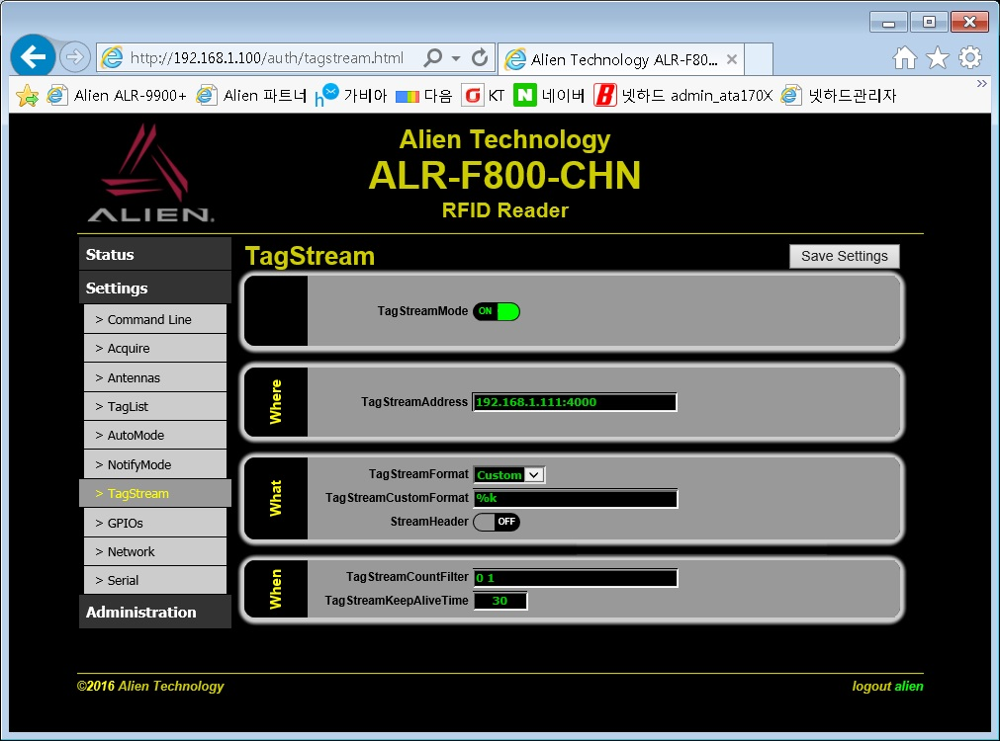 http://192.168.1.100/auth/tagstream.html
Alien Technology ALR-F80...
Alien ALR-9900+ Alien 파트너 가비아 다음 KT 네이버 넷하드 admin_ata170X 넷하드관리자
ALIEN.
Alien Technology
ALR-F800-CHN
RFID Reader
Status
Settings
> Command Line
> Acquire
> Antennas
> TagList
> AutoMode
> NotifyMode
> TagStream
> GPIOs
> Network
> Serial
Administration
TagStream
Save Settings
TagStreamMode ON
Where
TagStreamAddress 192.168.1.111:4000
What
TagStreamFormat Custom
TagStreamCustomFormat %k
StreamHeader OFF
When
TagStreamCountFilter 0 1
TagStreamKeepAliveTime 30
©2016 Alien Technology
logout alien